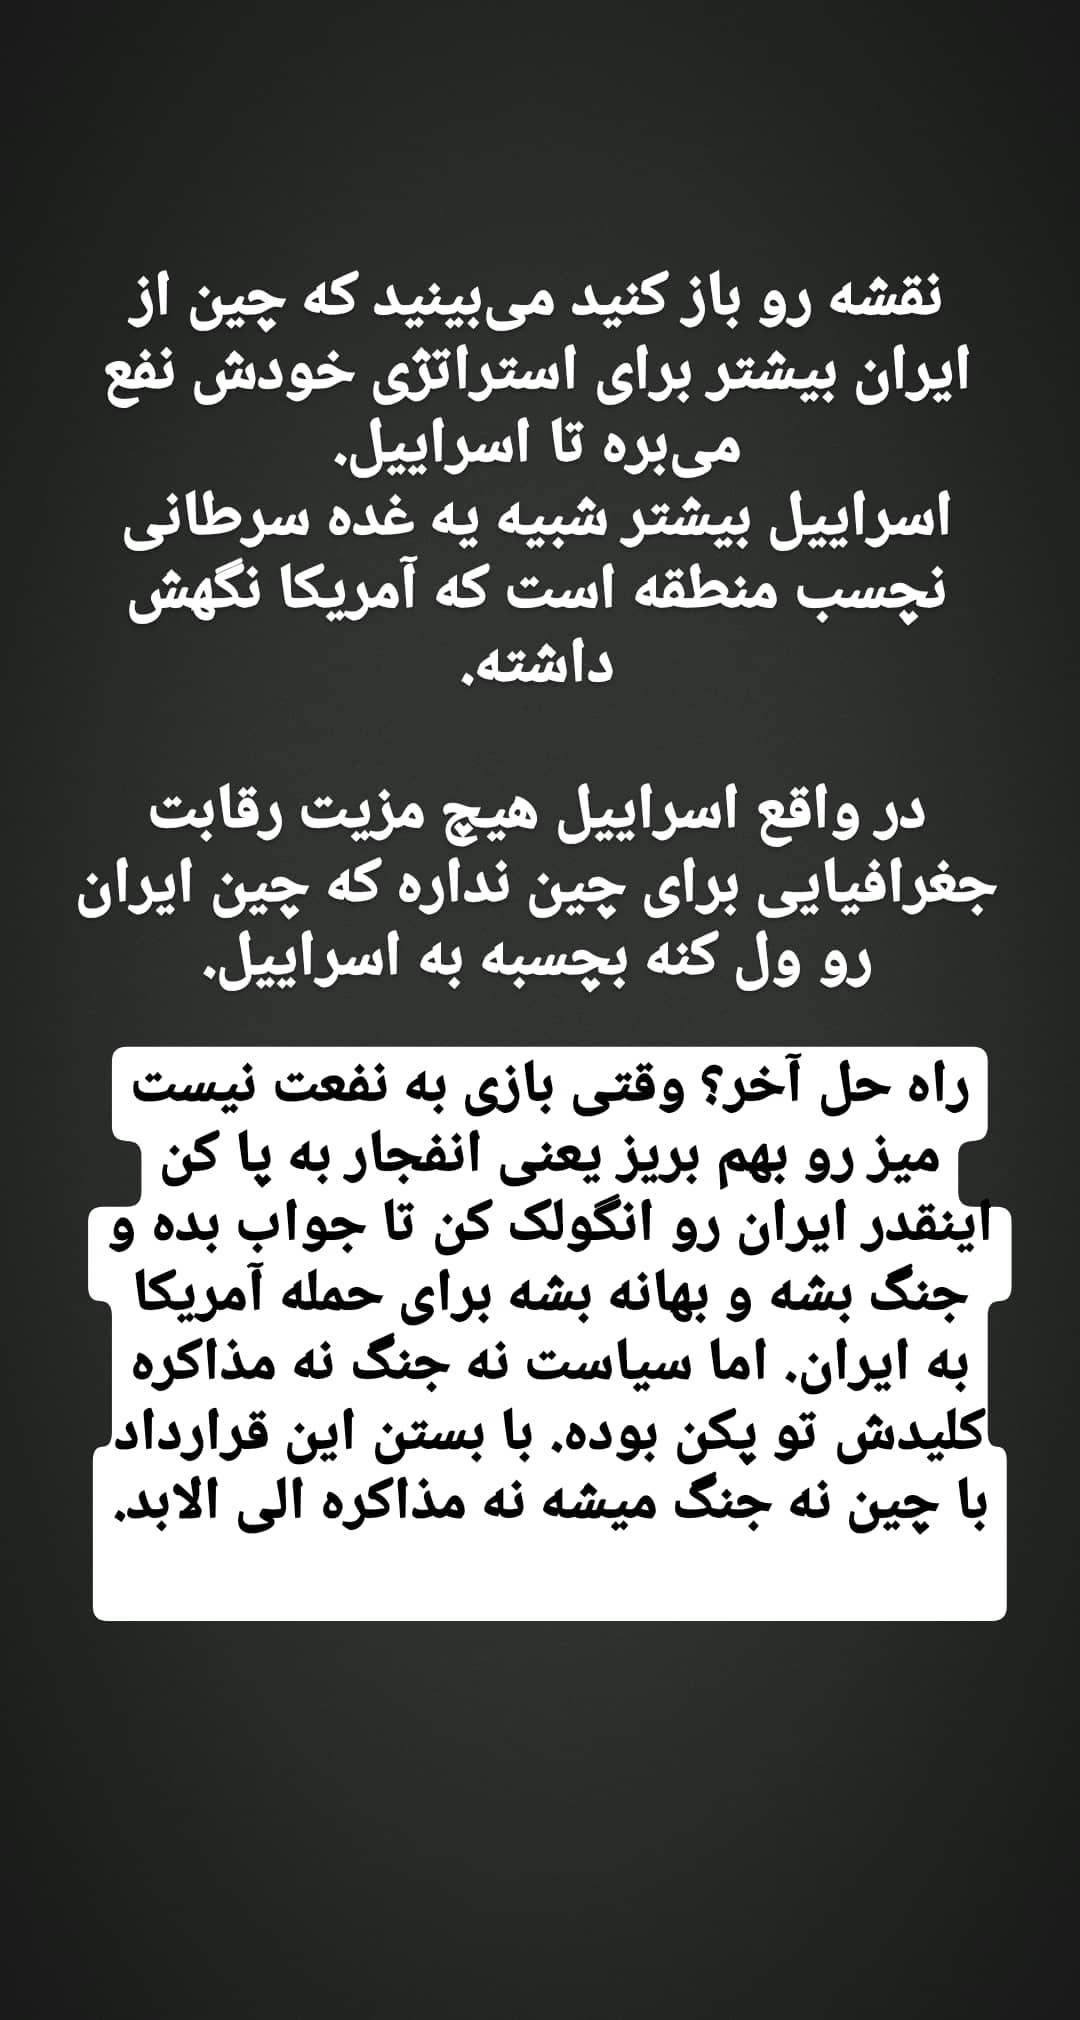 نقشه رو باز کنید می‌بینید که چین از
ایران بیشتر برای استراتژی خودش نفع
می‌بره تا اسراییل.
اسراییل بیشتر شبیه یه غده سرطانی
نچسب منطقه است که آمریکا نگهش
داشته.
در واقع اسراییل هیچ مزیت رقابت
جغرافیایی برای چین نداره که چین ایران
رو ول کنه بچسبه به اسراییل.
راه حل آخر؟ وقتی بازی به نفعت نیست
میز رو بهم بریز یعنی انفجار به پا کن
اینقدر ایران رو انگولک کن تا جواب بده و
جنگ بشه و بهانه بشه برای حمله آمریکا
به ایران. اما سیاست نه جنگ نه مذاکره
کلیدش تو پکن بوده. با بستن این قرارداد
با چین نه جنگ میشه نه مذاکره الی الابد.